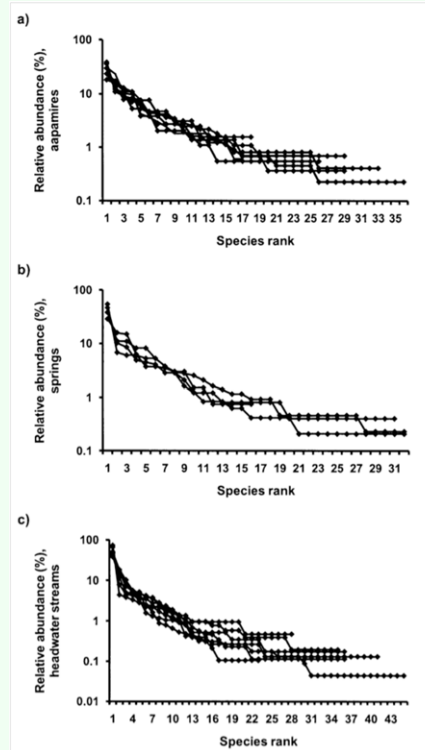 a)
Relative abundance (%),
aapamires
100
10
1
0.1
1 3 5 7 9 11 13 15 17 19 21 23 25 27 29 31 33 35
Species rank
b)
Relative abundance (%),
springs
100
10
1
0.1
1 3 5 7 9 11 13 15 17 19 21 23 25 27 29 31
Species rank
c)
Relative abundance (%),
headwater streams
100
10
1
0.1
0.01
1 4 7 10 13 16 19 22 25 28 31 34 37 40 43
Species rank